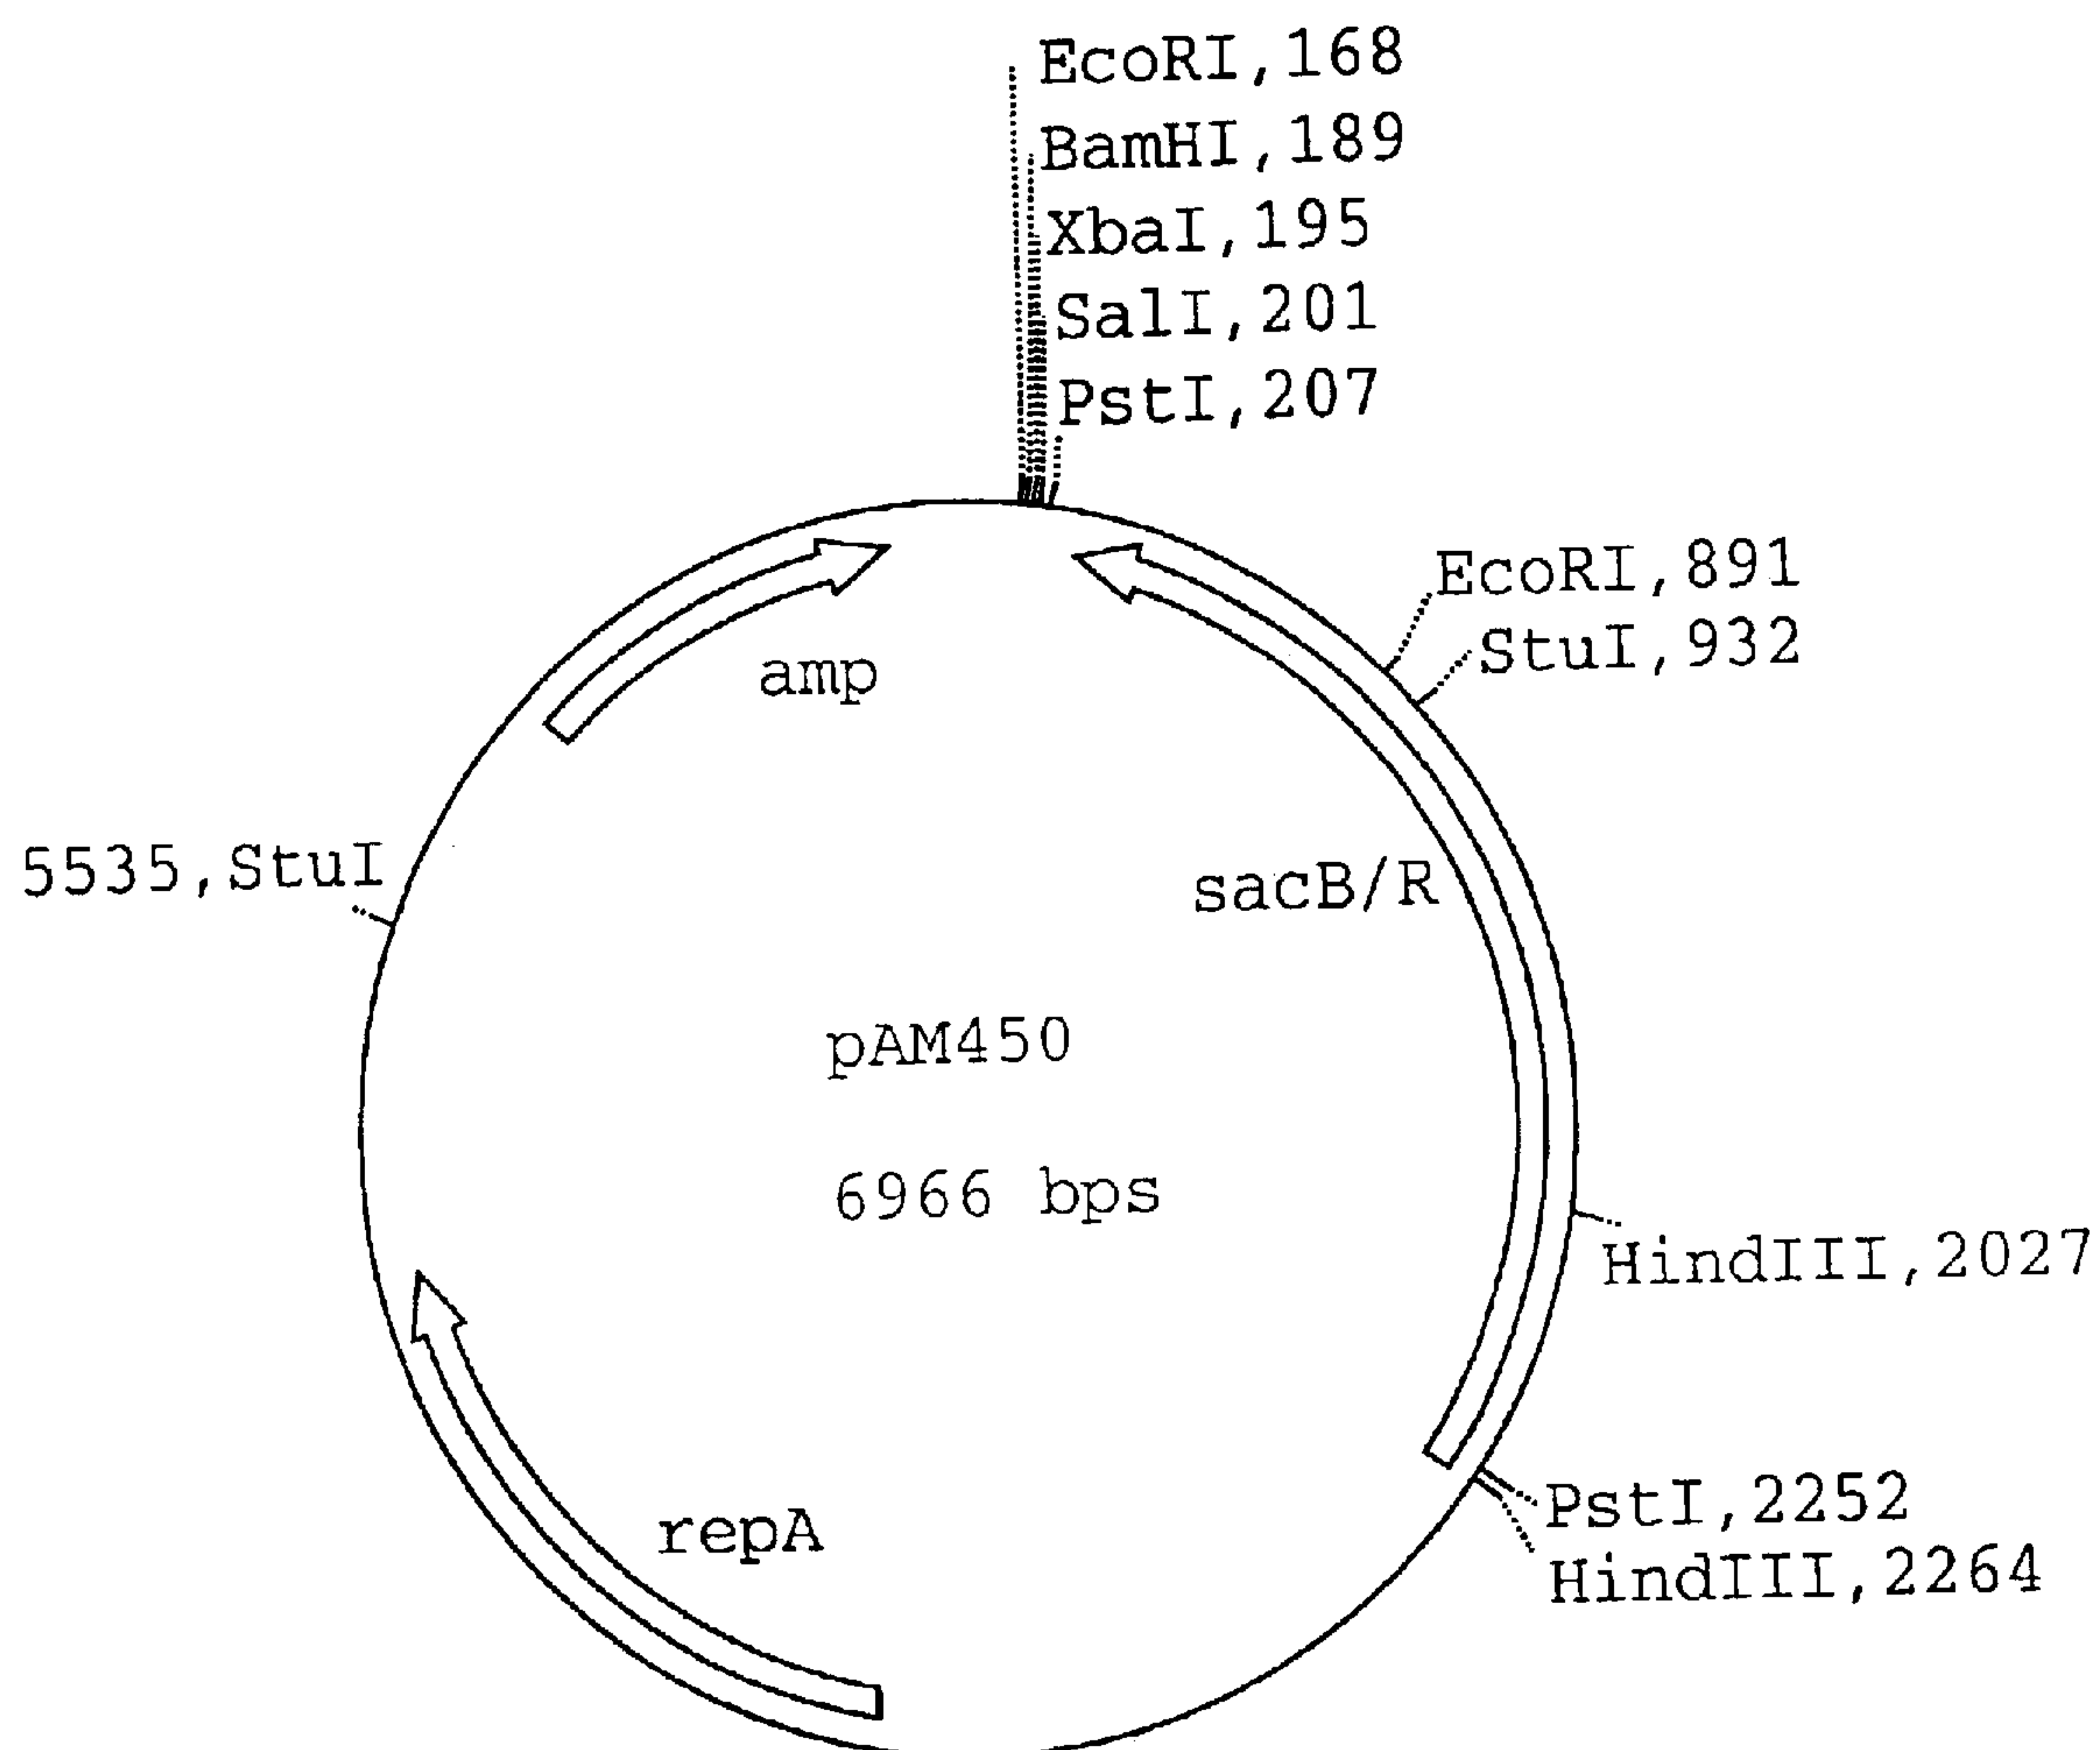 EcoRI,168
BamHI,189
XbaI,195
SalI,201
PstI,207
EcoRI,891
StuI,932
amp
5535,StuI
sacB/R
pAM450
6966 bps
HindIII,2027
PstI,2252
repA
HindIII,2264